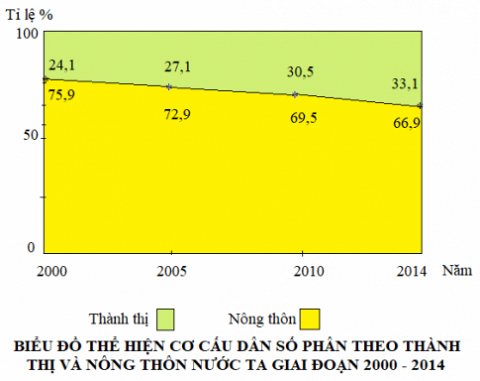 Tỉ lệ %
100
24,1 27,1 30,5 33,1
75,9 72,9 69,5 66,9
50
0
2000 2005 2010 2014 Năm
Thành thị Nông thôn
BIỂU ĐỒ THỂ HIỆN CƠ CẤU DÂN SỐ PHÂN THEO THÀNH
THỊ VÀ NÔNG THÔN NƯỚC TA GIAI ĐOẠN 2000 - 2014